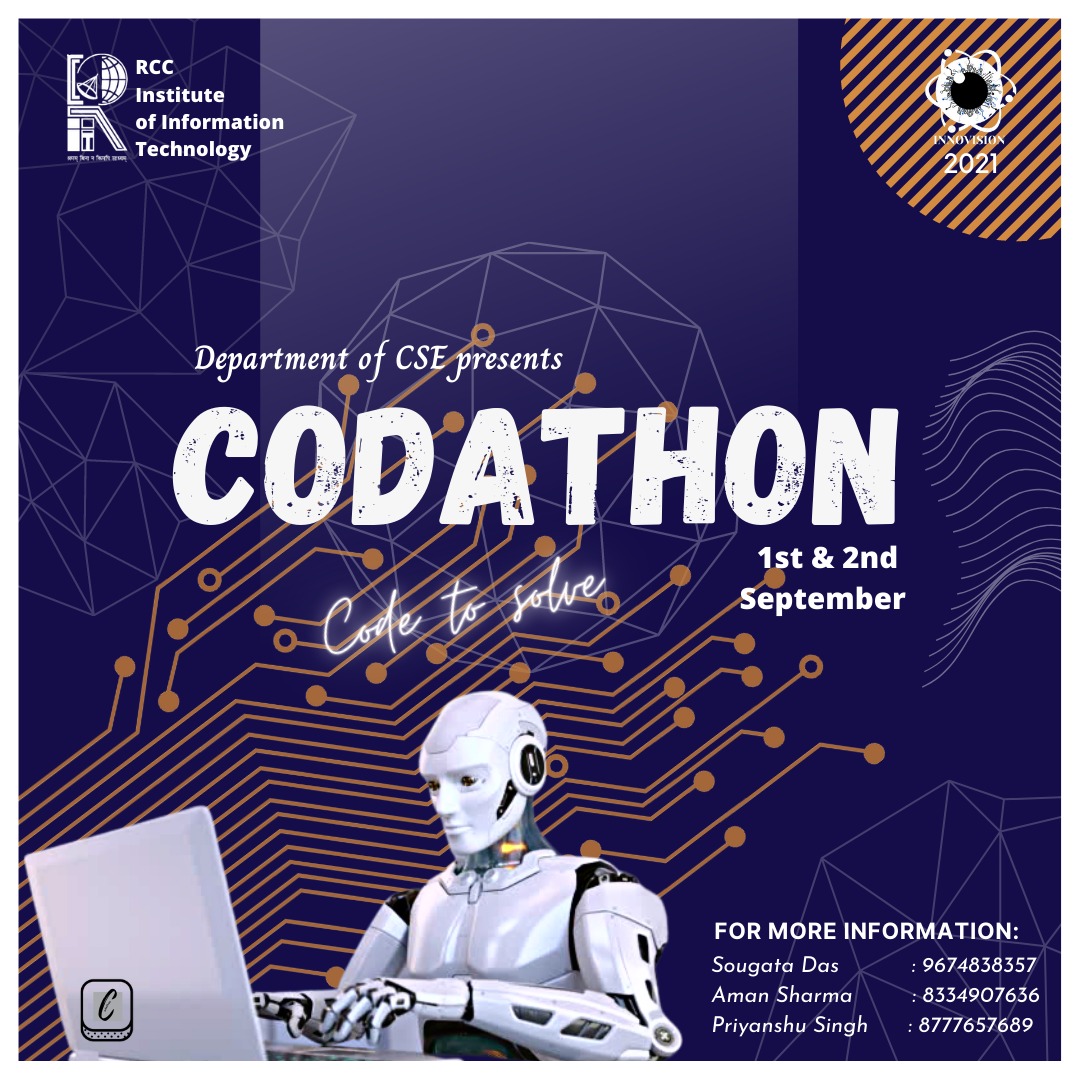 RCC
Institute
of Information
Technology
INNOVISION
2021
Department of CSE presents
CODATHON
1st & 2nd
September
Code to solve
FOR MORE INFORMATION:
Sougata Das : 9674838357
Aman Sharma : 8334907636
Priyanshu Singh : 8777657689
C